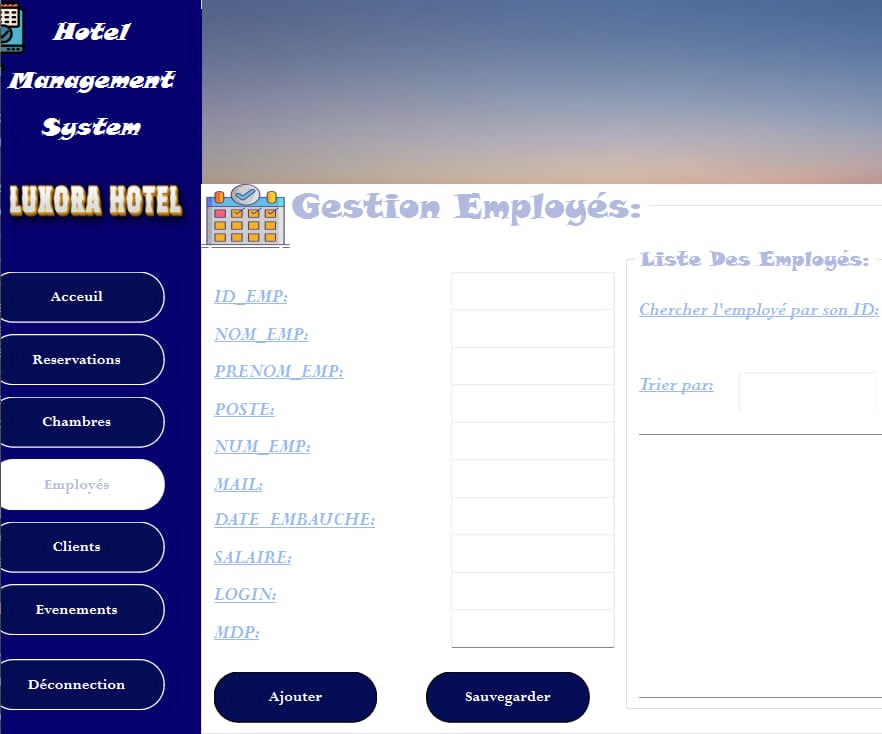 Hotel
Management
System
LUXORA HOTEL
Acceuil
Reservations
Chambres
Employés
Clients
Evenements
Déconnection
Gestion Employés:
ID_EMP:
NOM_EMP:
PRENOM_EMP:
POSTE:
NUM_EMP:
MAIL:
DATE_EMBAUCHE:
SALAIRE:
LOGIN:
MDP:
Ajouter
Sauvegarder
Liste Des Employés:
Chercher l'employé par son ID:
Trier par: